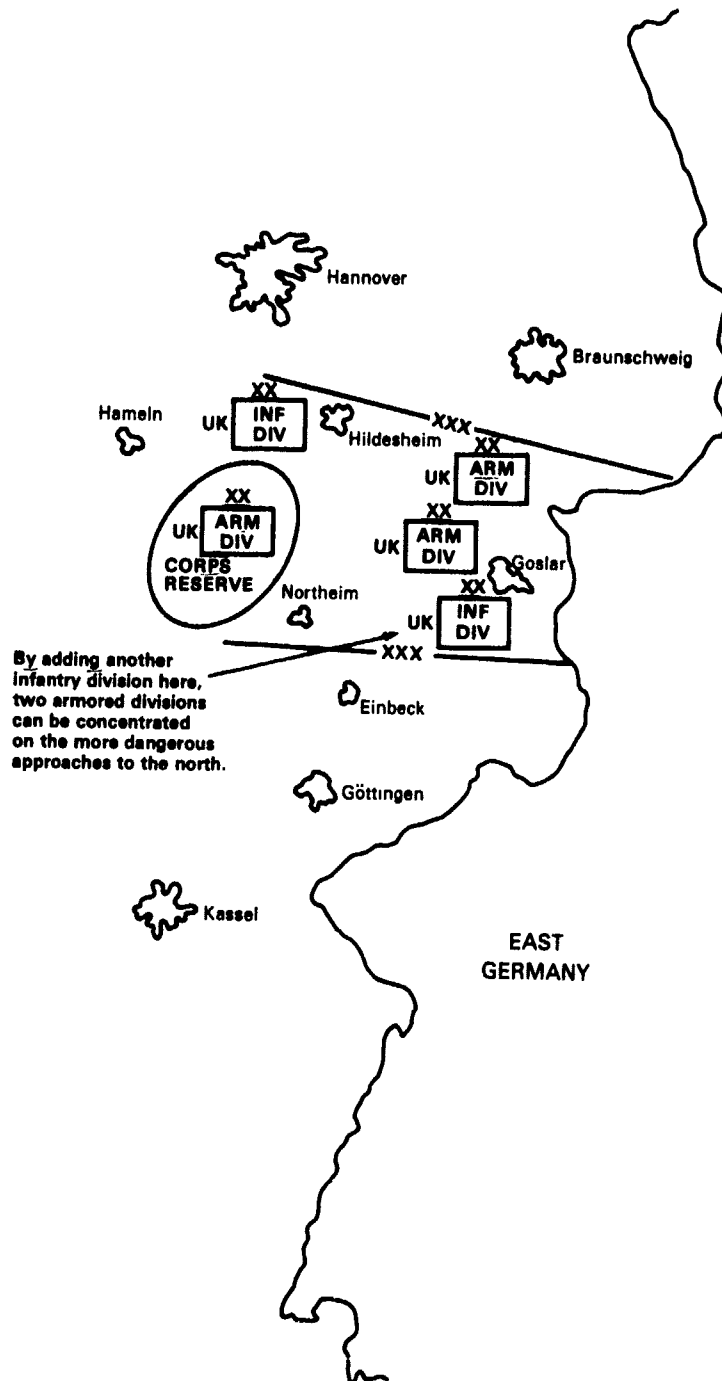 Hannover
Braunschweig
Hameln
XX
UK
INF
DIV
Hildesheim
XXX
XX
UK
ARM
DIV
XX
UK
ARM
DIV
CORPS
RESERVE
XX
UK
ARM
DIV
Goslar
Northeim
XX
UK
INF
DIV
XXX
By adding another
infantry division here,
two armored divisions
can be concentrated
on the more dangerous
approaches to the north.
Einbeck
Göttingen
Kassel
EAST
GERMANY